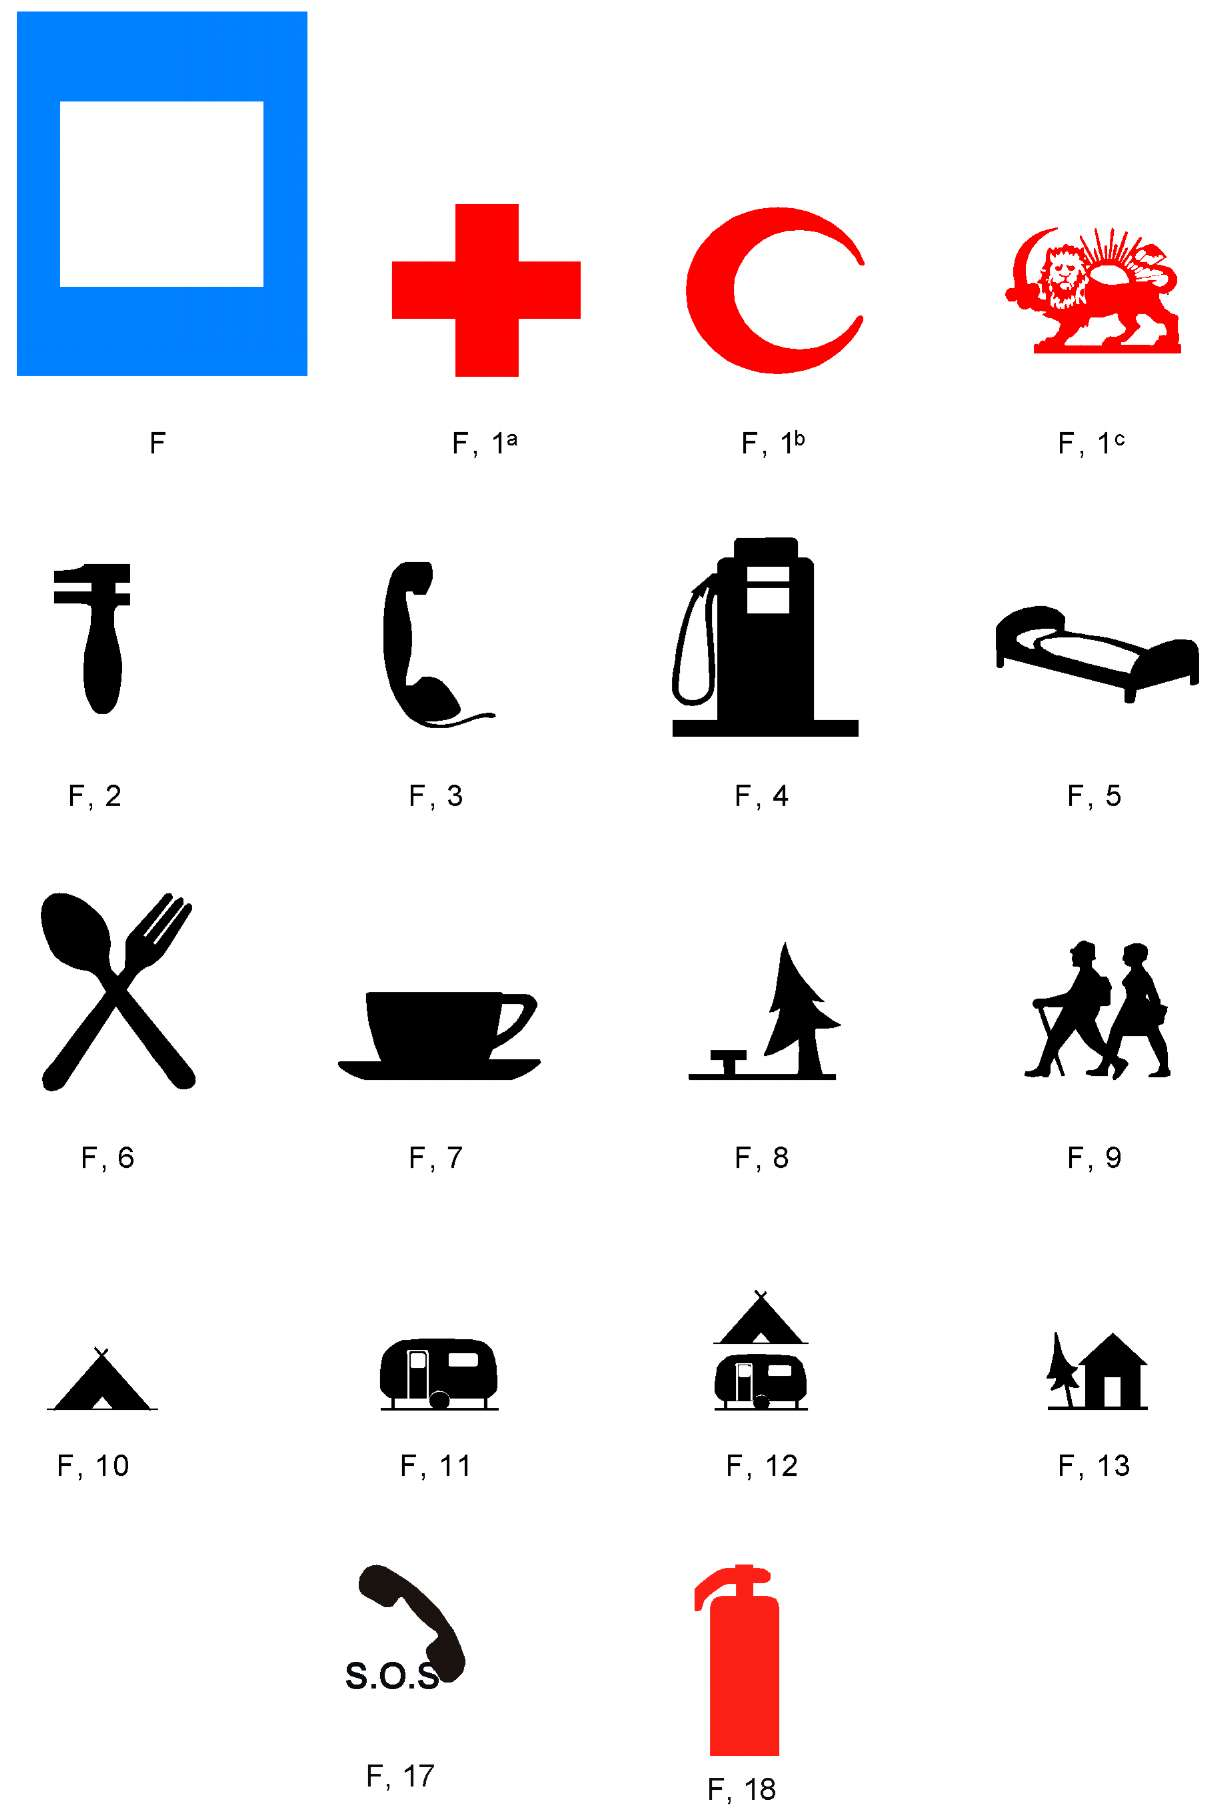 F
F, 1ᵃ
F, 1ᵇ
F, 1ᶜ
F, 2
F, 3
F, 4
F, 5
F, 6
F, 7
F, 8
F, 9
F, 10
F, 11
F, 12
F, 13
S.O.S
F, 17
F, 18